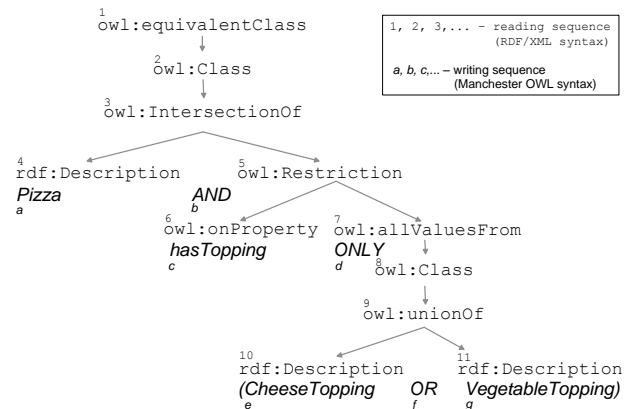 1
owl:equivalentClass
2
owl:Class
3
owl:IntersectionOf
1, 2, 3,... – reading sequence
(RDF/XML syntax)
a, b, c,... – writing sequence
(Manchester OWL syntax)
4 5
rdf:Description owl:Restriction
Pizza AND
a b
6 7
owl:onProperty owl:allValuesFrom
hasTopping ONLY
c d
8
owl:Class
9
owl:unionOf
10 11
rdf:Description rdf:Description
(CheeseTopping OR VegetableTopping)
e f g